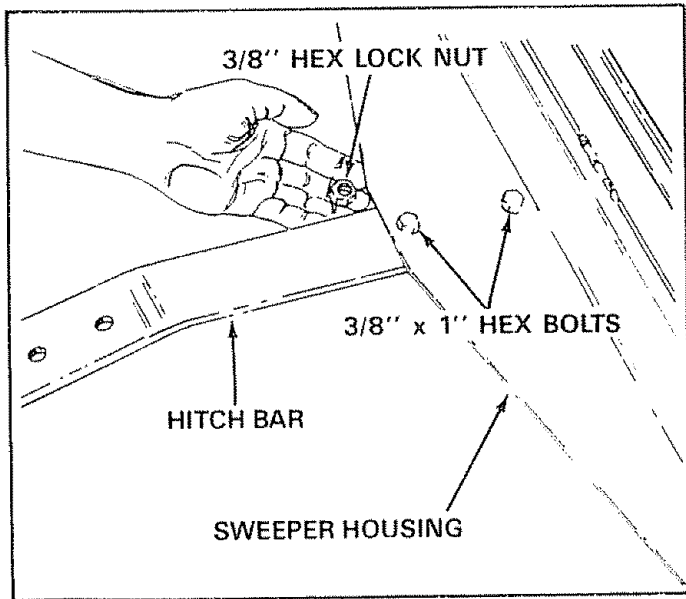 3/8'' HEX LOCK NUT
3/8'' x 1'' HEX BOLTS
HITCH BAR
SWEEPER HOUSING